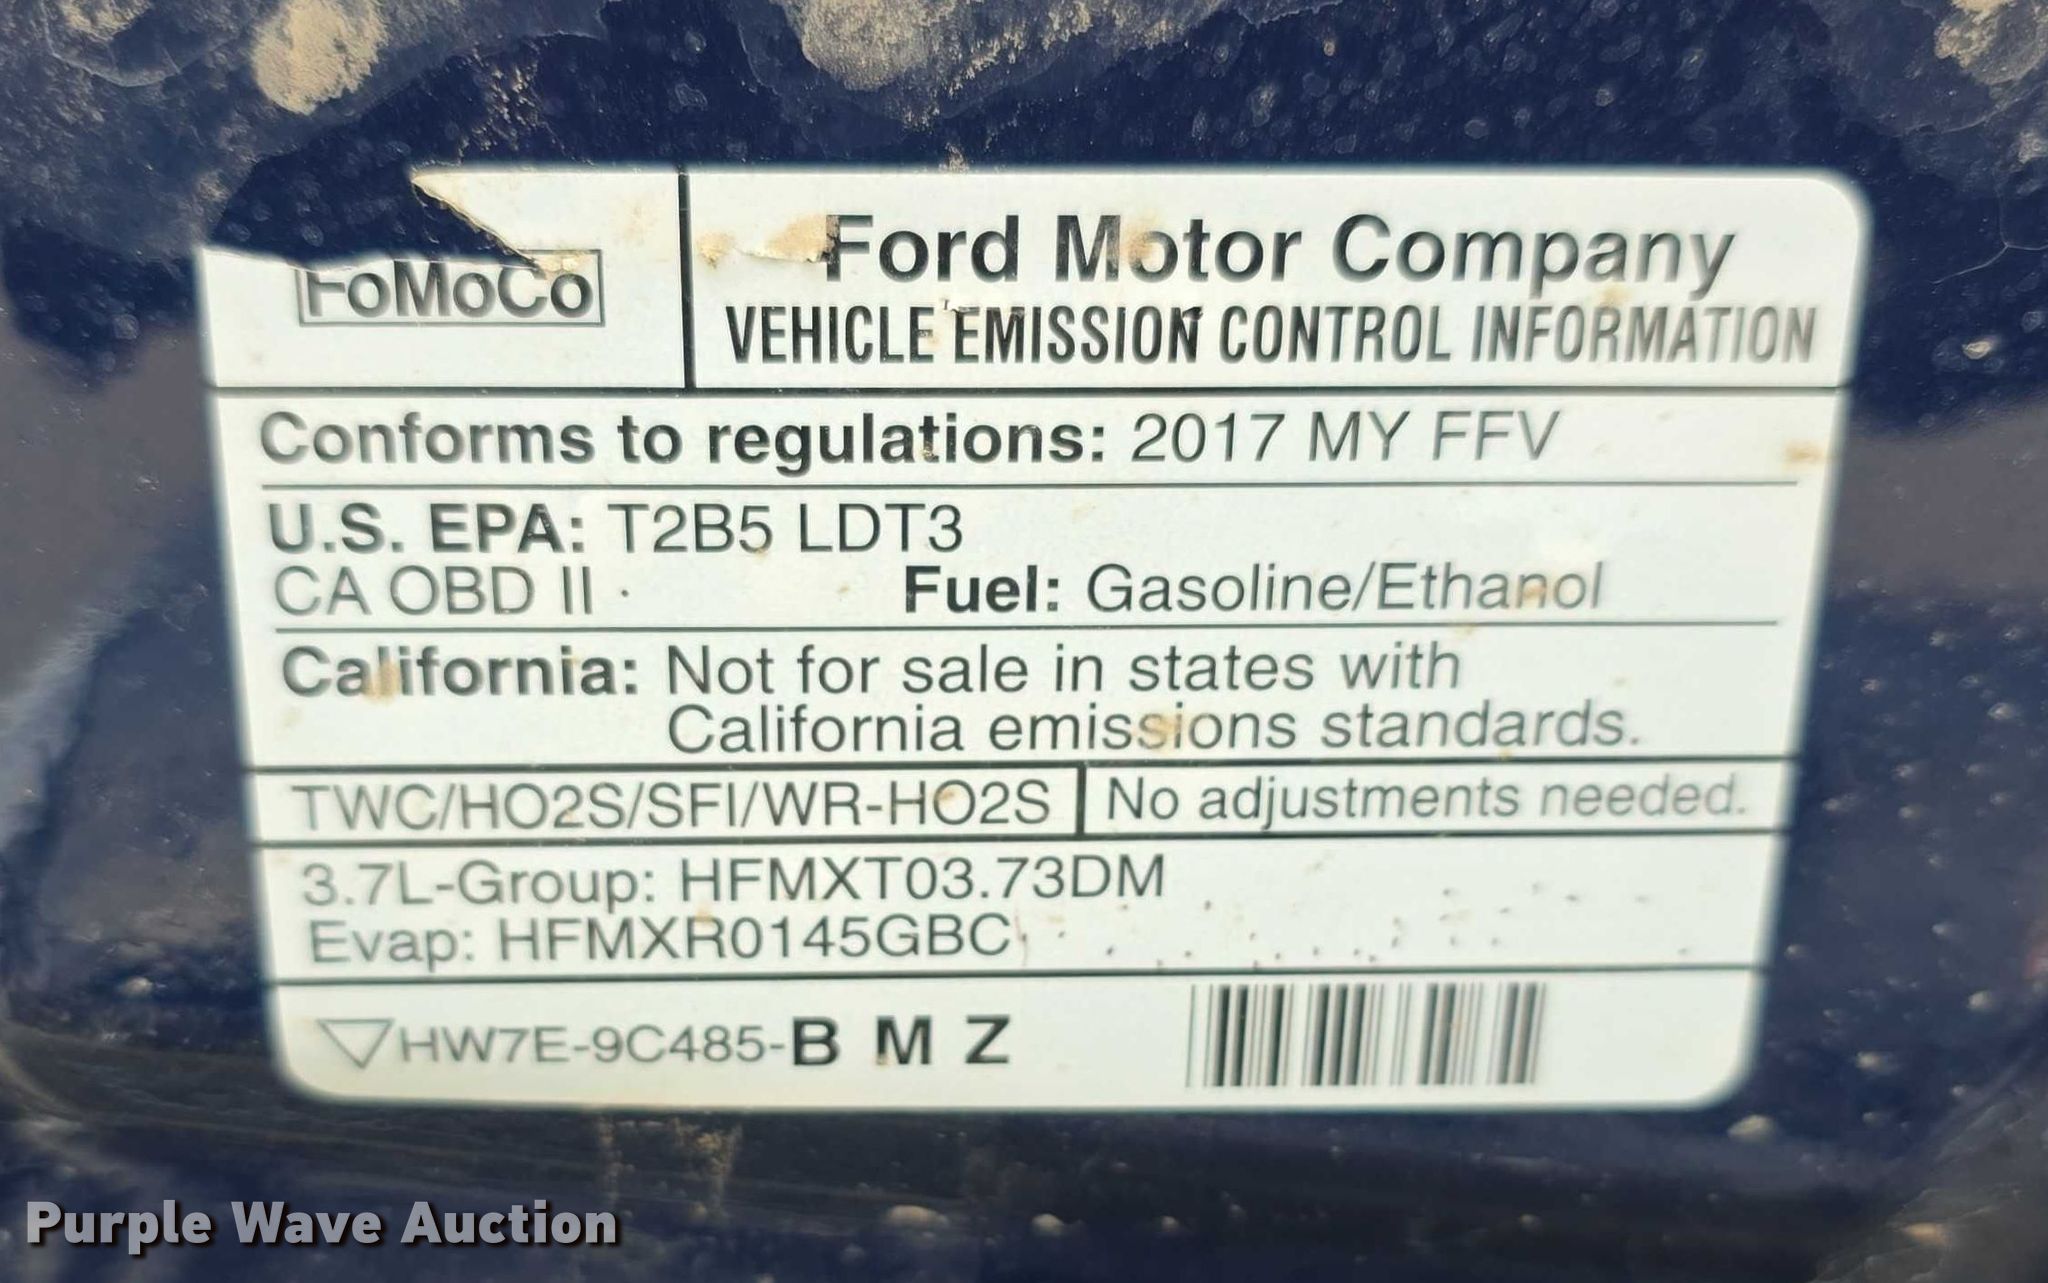 FoMoCo
Ford Motor Company
VEHICLE EMISSION CONTROL INFORMATION
Conforms to regulations: 2017 MY FFV
U.S. EPA: T2B5 LDT3
CA OBD II
Fuel: Gasoline/Ethanol
California: Not for sale in states with
California emissions standards.
TWC/HO2S/SFI/WR-HO2S
No adjustments needed.
3.7L-Group: HFMXT03.73DM
Evap: HFMXR0145GBC
HW7E-9C485-B M Z
Purple Wave Auction